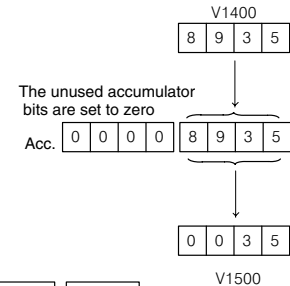 V1400
8 9 3 5
The unused accumulator
bits are set to zero
Acc. 0 0 0 0 8 9 3 5
0 0 3 5
V1500